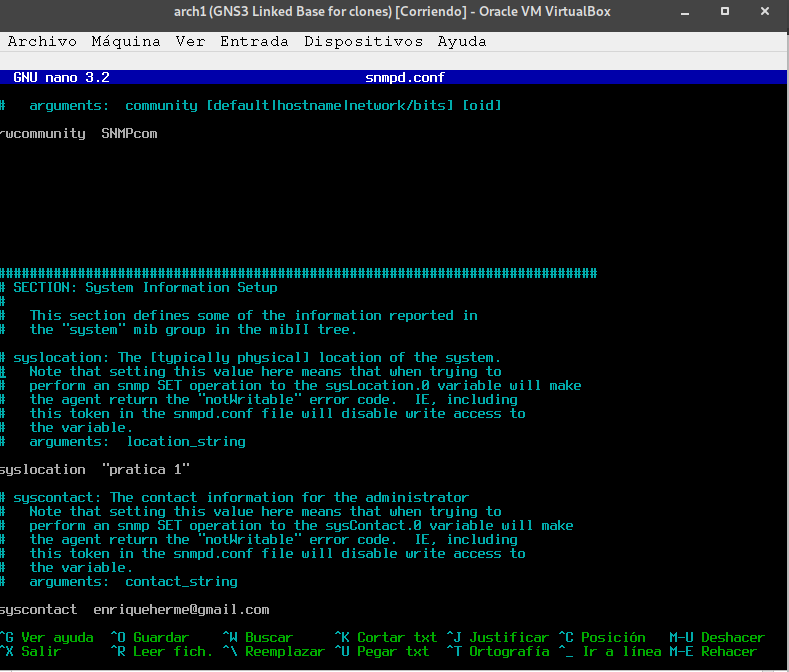 arch1 (GNS3 Linked Base for clones) [Corriendo] - Oracle VM VirtualBox
Archivo Máquina Ver Entrada Dispositivos Ayuda
GNU nano 3.2 snmpd.conf
# arguments: community [default|hostname|network/bits] [oid]
rwcommunity SNMPcom
###########################################################################
# SECTION: System Information Setup
#
# This section defines some of the information reported in
# the "system" mib group in the mibII tree.
# syslocation: The [typically physical] location of the system.
# Note that setting this value here means that when trying to
# perform an snmp SET operation to the sysLocation.0 variable will make
# the agent return the "notWritable" error code. IE, including
# this token in the snmpd.conf file will disable write access to
# the variable.
# arguments: location_string
syslocation "pratica 1"
# syscontact: The contact information for the administrator
# Note that setting this value here means that when trying to
# perform an snmp SET operation to the sysContact.0 variable will make
# the agent return the "notWritable" error code. IE, including
# this token in the snmpd.conf file will disable write access to
# the variable.
# arguments: contact_string
syscontact enriqueherme@gmail.com
^G Ver ayuda ^O Guardar ^W Buscar ^K Cortar txt ^J Justificar ^C Posición M-U Deshacer
^X Salir ^R Leer fich. ^\ Reemplazar ^U Pegar txt ^T Ortografía ^_ Ir a línea M-E Rehacer